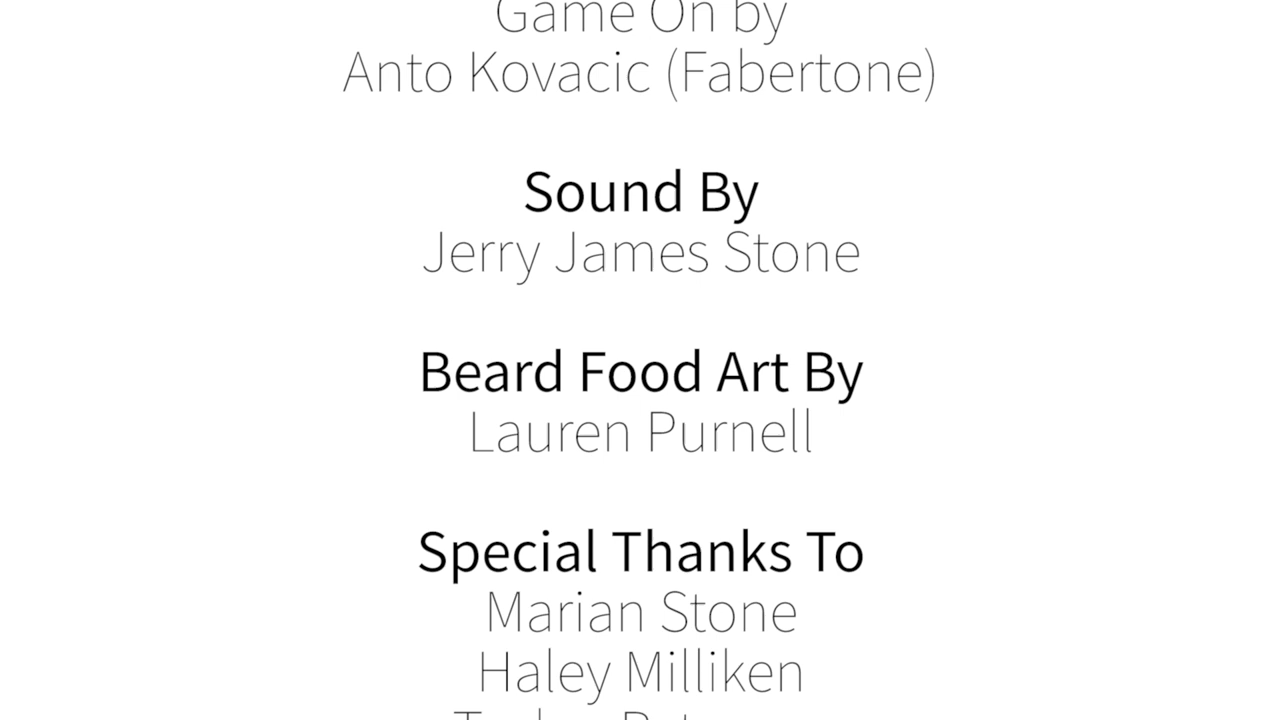 Game On by
Anto Kovacic (Fabertone)
Sound By
Jerry James Stone
Beard Food Art By
Lauren Purnell
Special Thanks To
Marian Stone
Haley Milliken